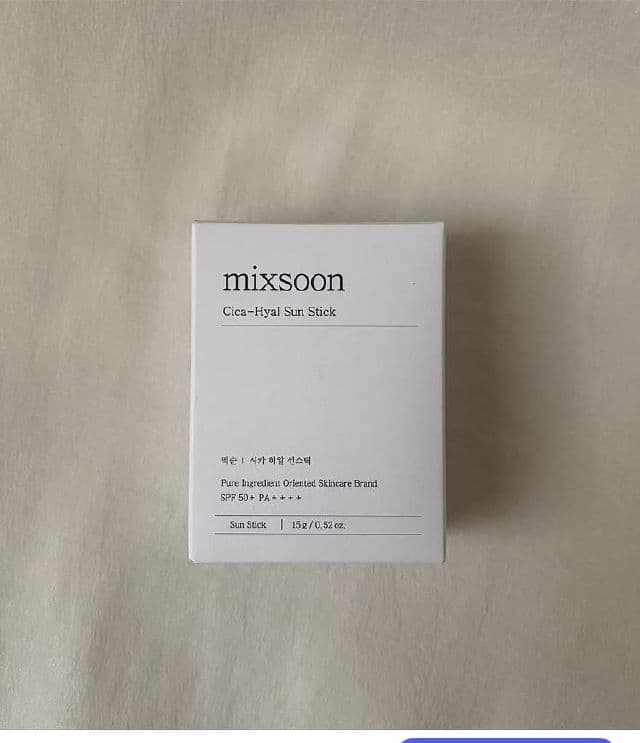 mixsoon
Cica-Hyal Sun Stick
믹순 | 시카 히알 선스틱
Pure Ingredient Oriented Skincare Brand
SPF 50+ PA++++
Sun Stick | 15g / 0.52 oz.